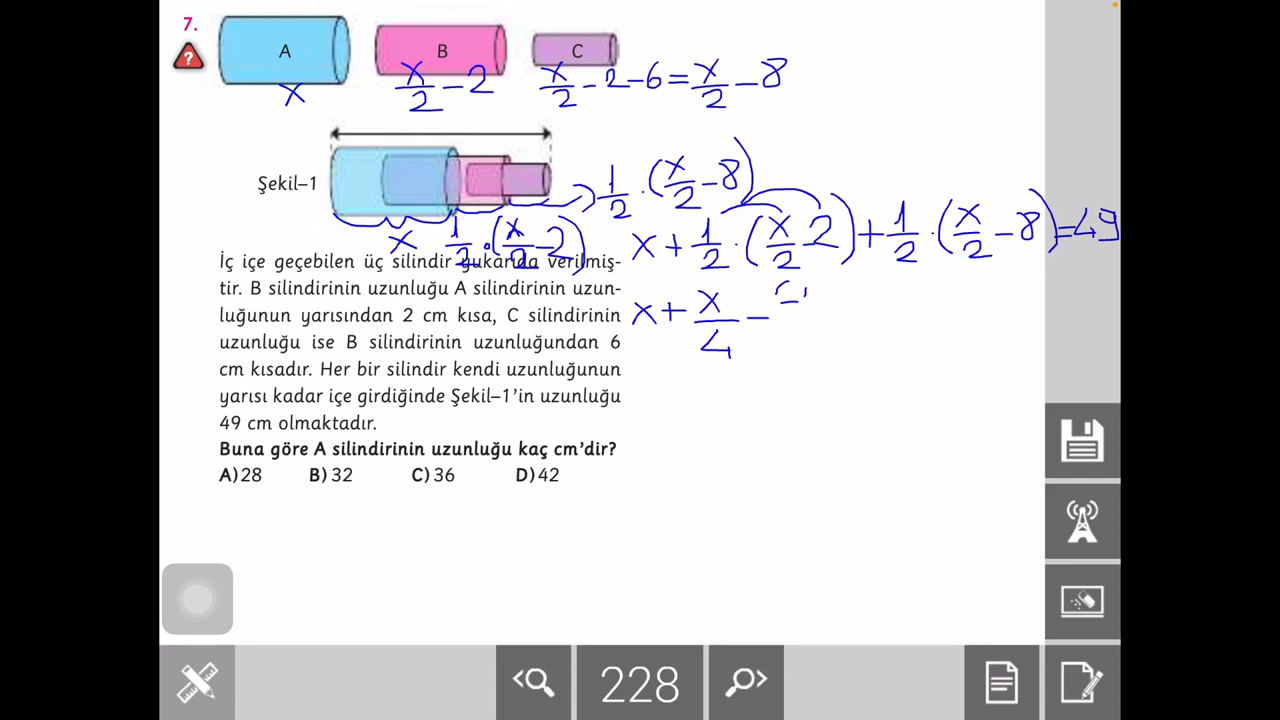 7.
A B C
x x/2 - 2 x/2 - 2 - 6 = x/2 - 8
Şekil–1
1/2 · (x/2 - 8)
x 1/2 · (x/2 - 2)
x + 1/2 · (x/2 - 2) + 1/2 · (x/2 - 8) = 49
x + x/4 -
İç içe geçebilen üç silindir yukarıda verilmiş-
tir. B silindirinin uzunluğu A silindirinin uzun-
luğunun yarısından 2 cm kısa, C silindirinin
uzunluğu ise B silindirinin uzunluğundan 6
cm kısadır. Her bir silindir kendi uzunluğunun
yarısı kadar içe girdiğinde Şekil–1’in uzunluğu
49 cm olmaktadır.
Buna göre A silindirinin uzunluğu kaç cm’dir?
A) 28 B) 32 C) 36 D) 42
228